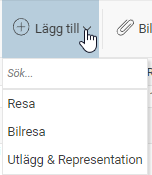 Lägg till
Sök...
Resa
Bilresa
Utlägg & Representation